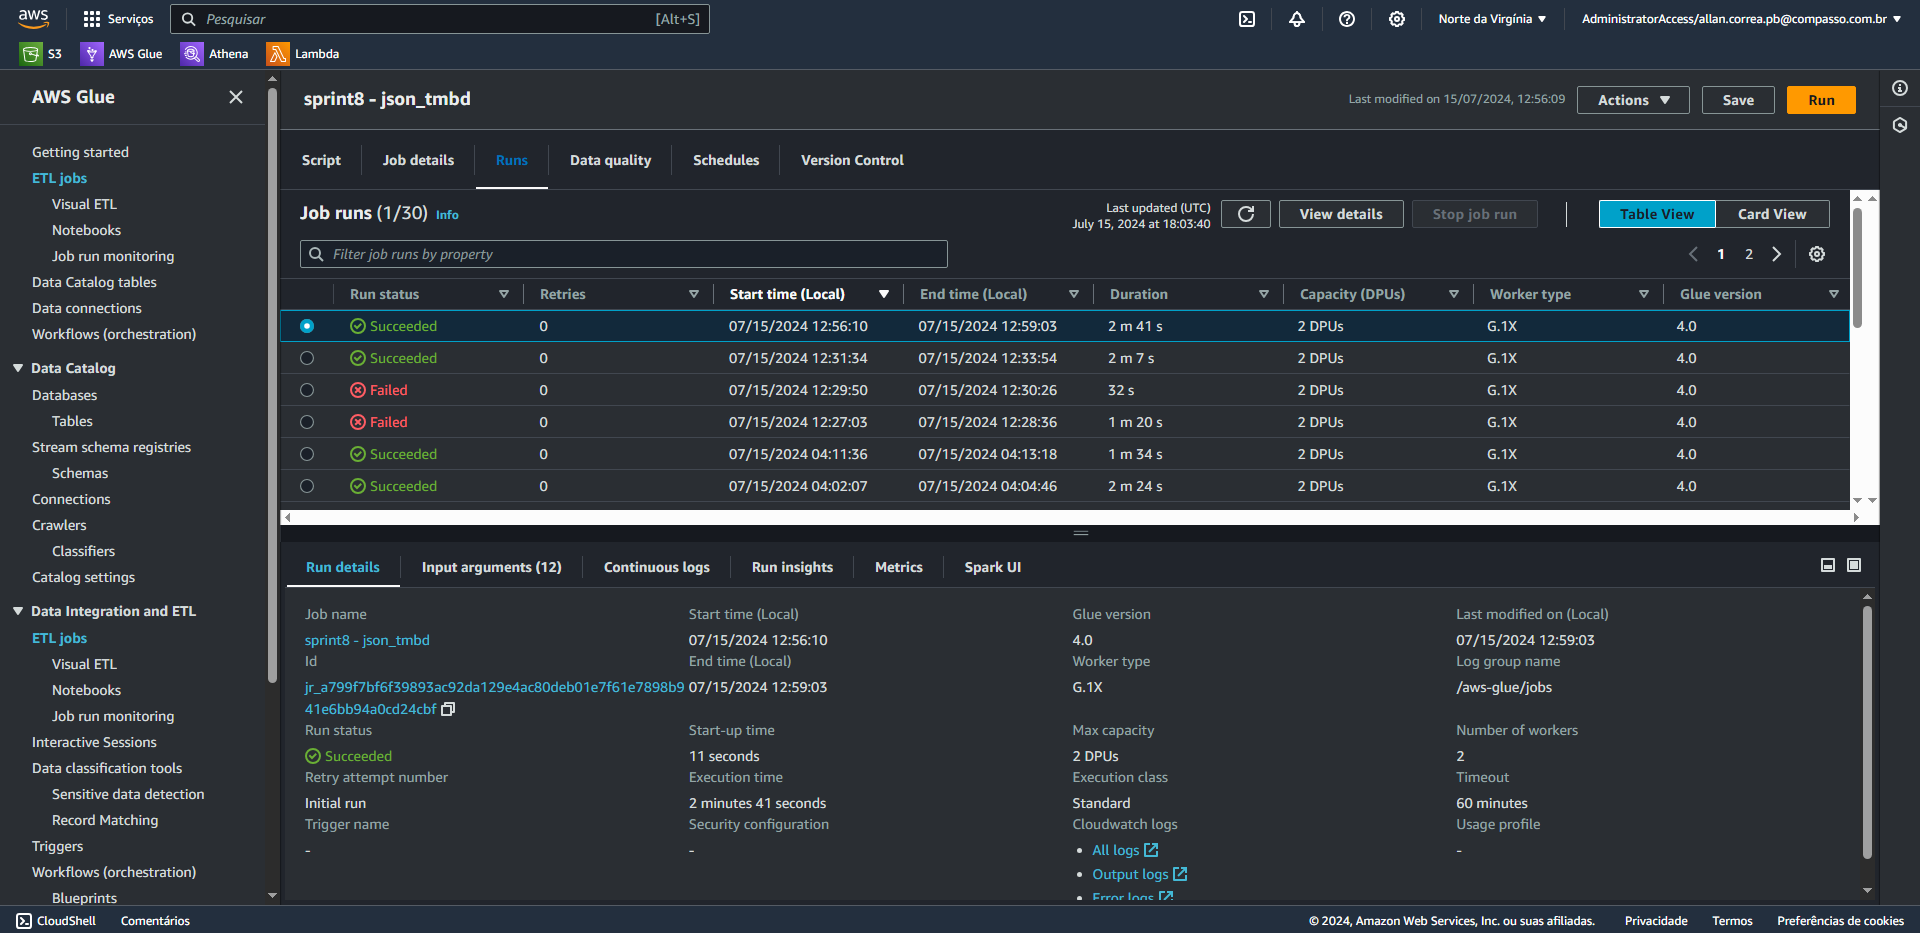 aws
Serviços
Pesquisar
[Alt+S]
Norte da Virgínia
AdministratorAccess/allan.correa.pb@compasso.com.br
S3
AWS Glue
Athena
Lambda
AWS Glue
Getting started
ETL jobs
Visual ETL
Notebooks
Job run monitoring
Data Catalog tables
Data connections
Workflows (orchestration)
Data Catalog
Databases
Tables
Stream schema registries
Schemas
Connections
Crawlers
Classifiers
Catalog settings
Data Integration and ETL
ETL jobs
Visual ETL
Notebooks
Job run monitoring
Interactive Sessions
Data classification tools
Sensitive data detection
Record Matching
Triggers
Workflows (orchestration)
Blueprints
sprint8 - json_tmbd
Last modified on 15/07/2024, 12:56:09
Actions
Save
Run
Script
Job details
Runs
Data quality
Schedules
Version Control
Job runs (1/30) Info
Last updated (UTC)
July 15, 2024 at 18:03:40
View details
Stop job run
Table View
Card View
Filter job runs by property
1 2
Run status Retries Start time (Local) End time (Local) Duration Capacity (DPUs) Worker type Glue version
Succeeded 0 07/15/2024 12:56:10 07/15/2024 12:59:03 2 m 41 s 2 DPUs G.1X 4.0
Succeeded 0 07/15/2024 12:31:34 07/15/2024 12:33:54 2 m 7 s 2 DPUs G.1X 4.0
Failed 0 07/15/2024 12:29:50 07/15/2024 12:30:26 32 s 2 DPUs G.1X 4.0
Failed 0 07/15/2024 12:27:03 07/15/2024 12:28:36 1 m 20 s 2 DPUs G.1X 4.0
Succeeded 0 07/15/2024 04:11:36 07/15/2024 04:13:18 1 m 34 s 2 DPUs G.1X 4.0
Succeeded 0 07/15/2024 04:02:07 07/15/2024 04:04:46 2 m 24 s 2 DPUs G.1X 4.0
Run details
Input arguments (12)
Continuous logs
Run insights
Metrics
Spark UI
Job name
sprint8 - json_tmbd
Id
jr_a799f7bf6f39893ac92da129e4ac80deb01e7f61e7898b9
41e6bb94a0cd24cbf
Run status
Succeeded
Retry attempt number
Initial run
Trigger name
-
Start time (Local)
07/15/2024 12:56:10
End time (Local)
07/15/2024 12:59:03
Start-up time
11 seconds
Execution time
2 minutes 41 seconds
Security configuration
-
Glue version
4.0
Worker type
G.1X
Max capacity
2 DPUs
Execution class
Standard
Cloudwatch logs
All logs
Output logs
Error logs
Last modified on (Local)
07/15/2024 12:59:03
Log group name
/aws-glue/jobs
Number of workers
2
Timeout
60 minutes
Usage profile
-
CloudShell
Comentários
© 2024, Amazon Web Services, Inc. ou suas afiliadas.
Privacidade
Termos
Preferências de cookies